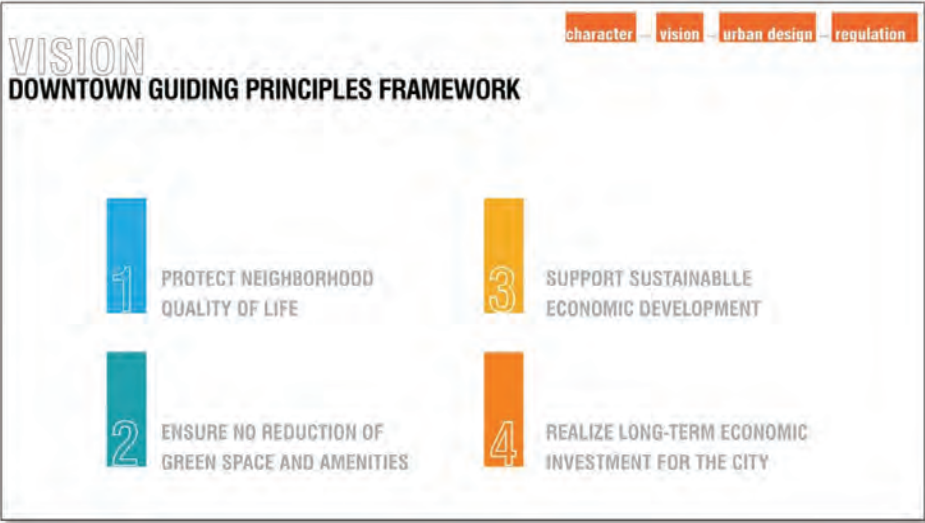 character – vision – urban design – regulation
VISION
DOWNTOWN GUIDING PRINCIPLES FRAMEWORK
1
PROTECT NEIGHBORHOOD
QUALITY OF LIFE
2
ENSURE NO REDUCTION OF
GREEN SPACE AND AMENITIES
3
SUPPORT SUSTAINABLLE
ECONOMIC DEVELOPMENT
4
REALIZE LONG-TERM ECONOMIC
INVESTMENT FOR THE CITY